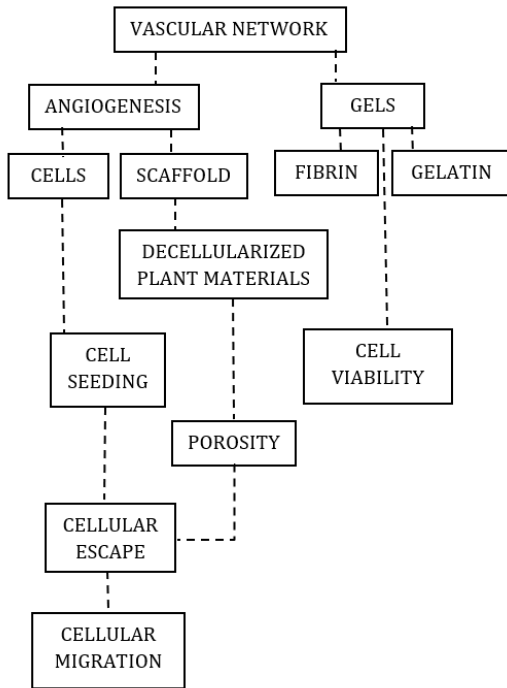 VASCULAR NETWORK
ANGIOGENESIS
GELS
CELLS
SCAFFOLD
FIBRIN
GELATIN
DECELLULARIZED
PLANT MATERIALS
CELL
SEEDING
CELL
VIABILITY
POROSITY
CELLULAR
ESCAPE
CELLULAR
MIGRATION